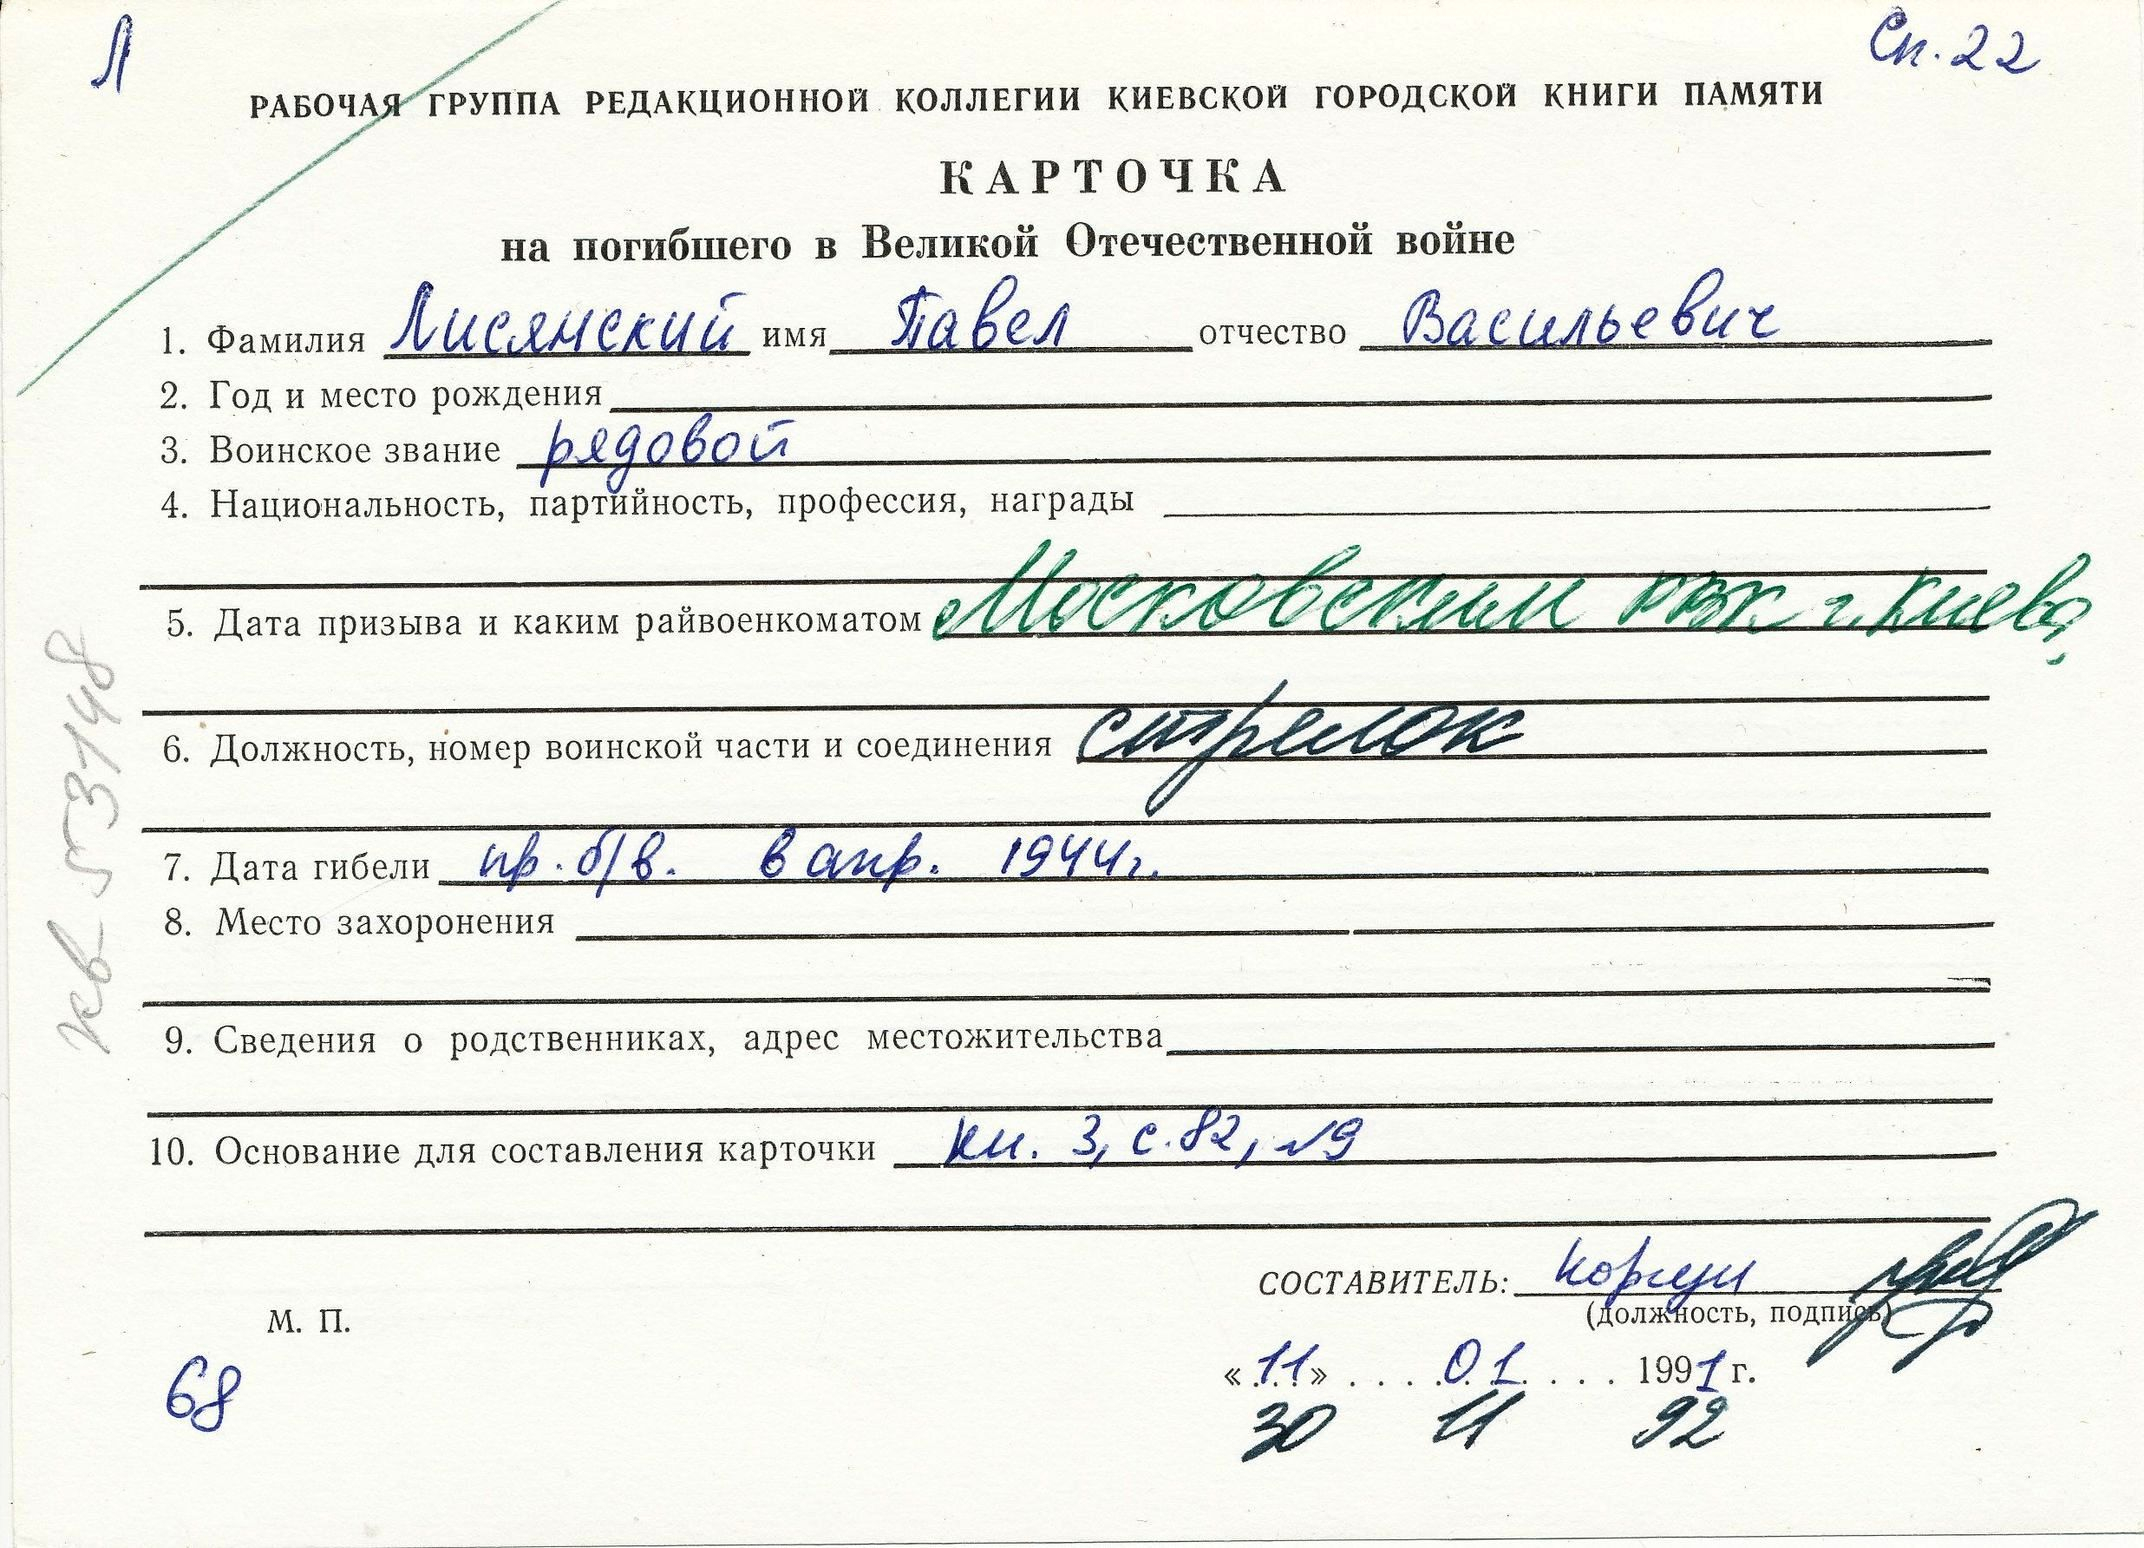 Л
Сп. 22
РАБОЧАЯ ГРУППА РЕДАКЦИОННОЙ КОЛЛЕГИИ КИЕВСКОЙ ГОРОДСКОЙ КНИГИ ПАМЯТИ
КАРТОЧКА
на погибшего в Великой Отечественной войне
1. Фамилия Лисянский имя Павел отчество Васильевич
2. Год и место рождения
3. Воинское звание рядовой
4. Национальность, партийность, профессия, награды
5. Дата призыва и каким райвоенкоматом Московским РВК г. Киева,
6. Должность, номер воинской части и соединения стрелок
7. Дата гибели пр. б/в. в апр. 1944г.
8. Место захоронения
9. Сведения о родственниках, адрес местожительства
10. Основание для составления карточки кн. 3, с. 82, №9
СОСТАВИТЕЛЬ:
(должность, подпись)
М. П.
«11» . . . . 01 . . . . 1991 г.
30 11 92
68
кв 53148